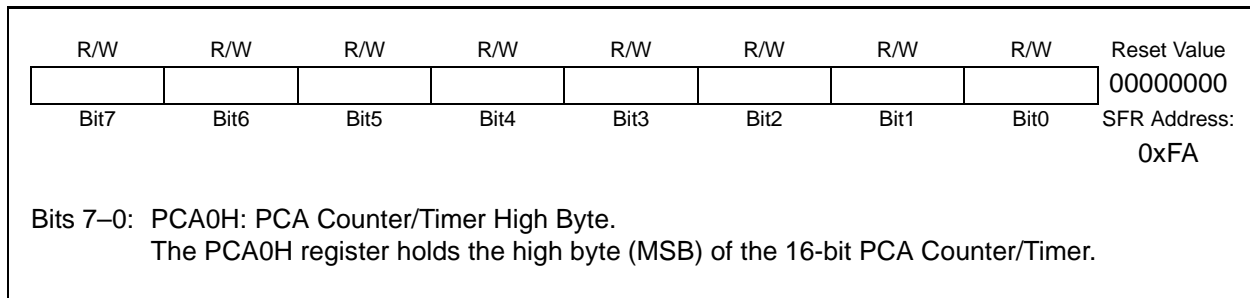 R/W R/W R/W R/W R/W R/W R/W R/W Reset Value
00000000
Bit7 Bit6 Bit5 Bit4 Bit3 Bit2 Bit1 Bit0 SFR Address:
0xFA
Bits 7–0: PCA0H: PCA Counter/Timer High Byte.
The PCA0H register holds the high byte (MSB) of the 16-bit PCA Counter/Timer.